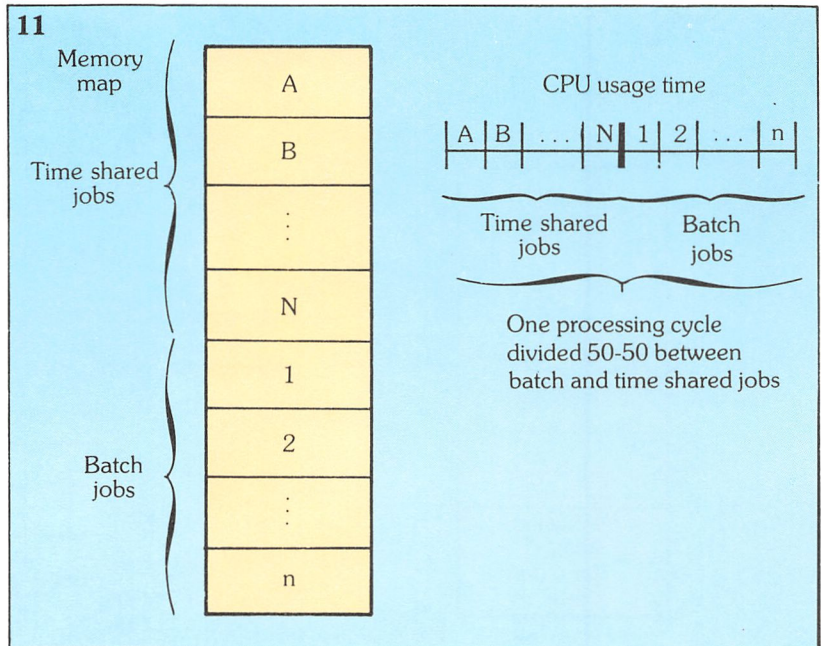 11
Memory
map
Time shared
jobs
Batch
jobs
A
B
⋮
N
1
2
⋮
n
CPU usage time
A B ... N 1 2 ... n
Time shared
jobs
Batch
jobs
One processing cycle
divided 50-50 between
batch and time shared jobs